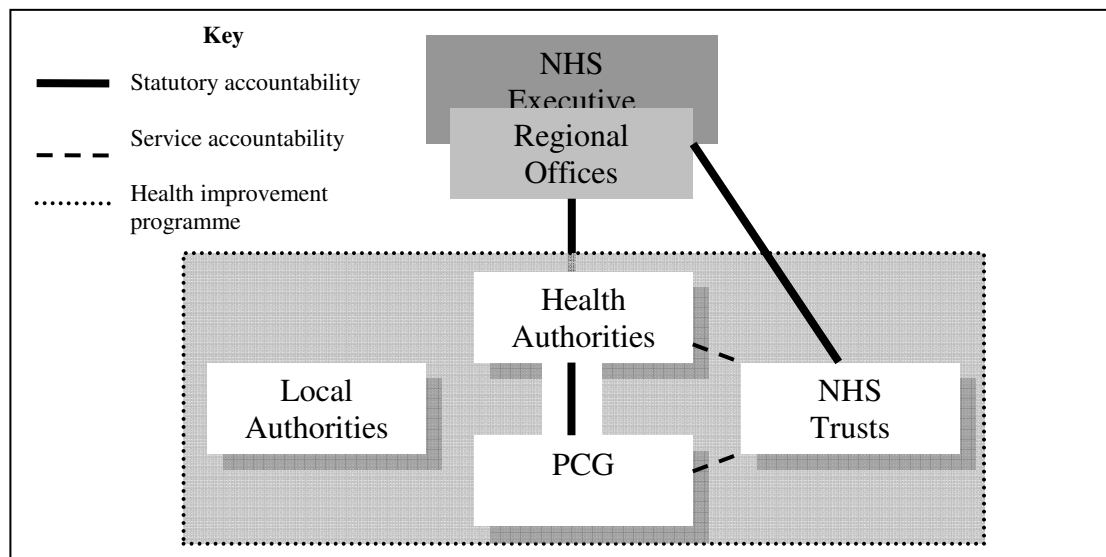 Key
Statutory accountability
Service accountability
Health improvement
programme
NHS
Executive
Regional
Offices
Health
Authorities
Local
Authorities
NHS
Trusts
PCG